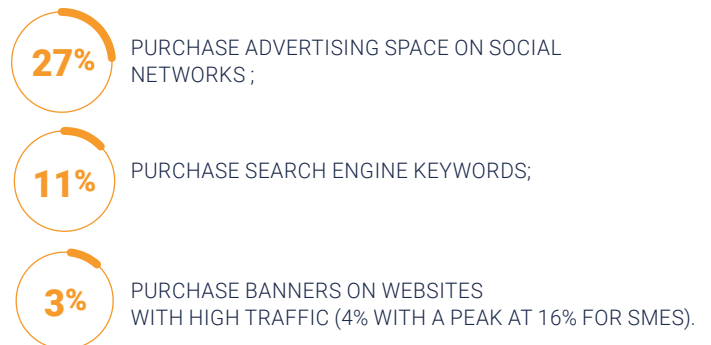 27%
PURCHASE ADVERTISING SPACE ON SOCIAL
NETWORKS ;
11%
PURCHASE SEARCH ENGINE KEYWORDS;
3%
PURCHASE BANNERS ON WEBSITES
WITH HIGH TRAFFIC (4% WITH A PEAK AT 16% FOR SMES).